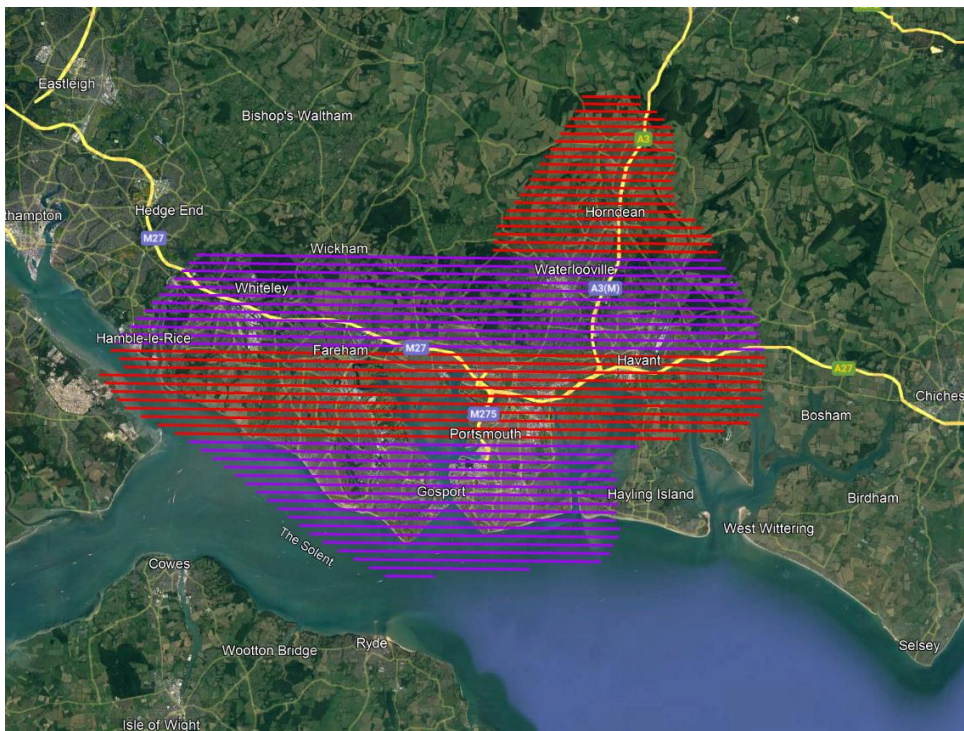 Eastleigh
Bishop's Waltham
A3
Hedge End
Horndean
thampton
M27
Wickham
Waterlooville
Whiteley
A3(M)
Hamble-le-Rice
Fareham
M27
Havant
A27
Chiches
M275
Bosham
Portsmouth
Gosport
Hayling Island
Birdham
West Wittering
The Solent
Cowes
Ryde
Wootton Bridge
Selsey
Isle of Wight